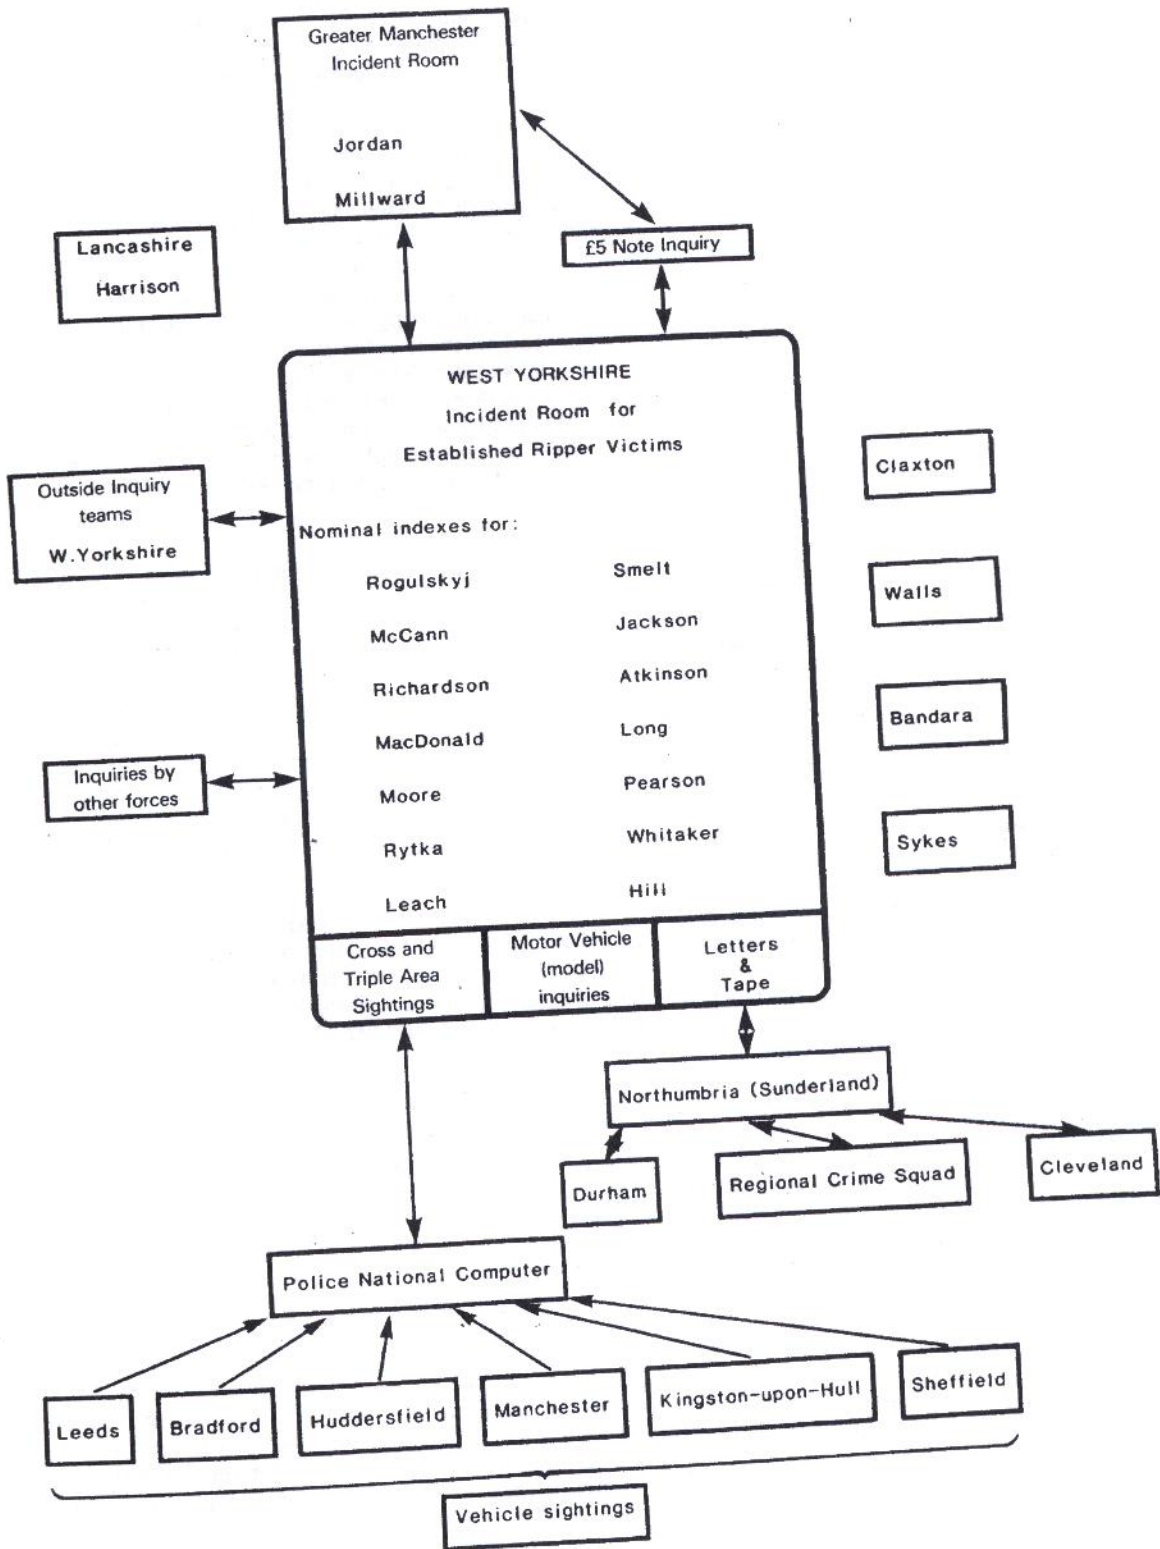 Greater Manchester
Incident Room
Jordan
Millward
£5 Note Inquiry
Lancashire
Harrison
WEST YORKSHIRE
Incident Room for
Established Ripper Victims
Claxton
Outside Inquiry
teams
W.Yorkshire
Nominal indexes for:
Rogulskyj
Smelt
Walls
McCann
Jackson
Richardson
Atkinson
Bandara
MacDonald
Long
Inquiries by
other forces
Moore
Pearson
Rytka
Whitaker
Sykes
Leach
Hill
Cross and
Triple Area
Sightings
Motor Vehicle
(model)
inquiries
Letters
&
Tape
Northumbria (Sunderland)
Durham
Regional Crime Squad
Cleveland
Police National Computer
Leeds
Bradford
Huddersfield
Manchester
Kingston-upon-Hull
Sheffield
Vehicle sightings